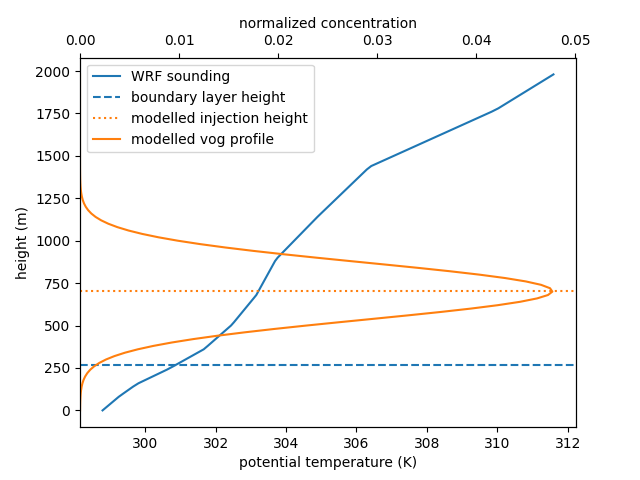 normalized concentration
0.00 0.01 0.02 0.03 0.04 0.05
WRF sounding
boundary layer height
modelled injection height
modelled vog profile
height (m)
2000
1750
1500
1250
1000
750
500
250
0
300 302 304 306 308 310 312
potential temperature (K)